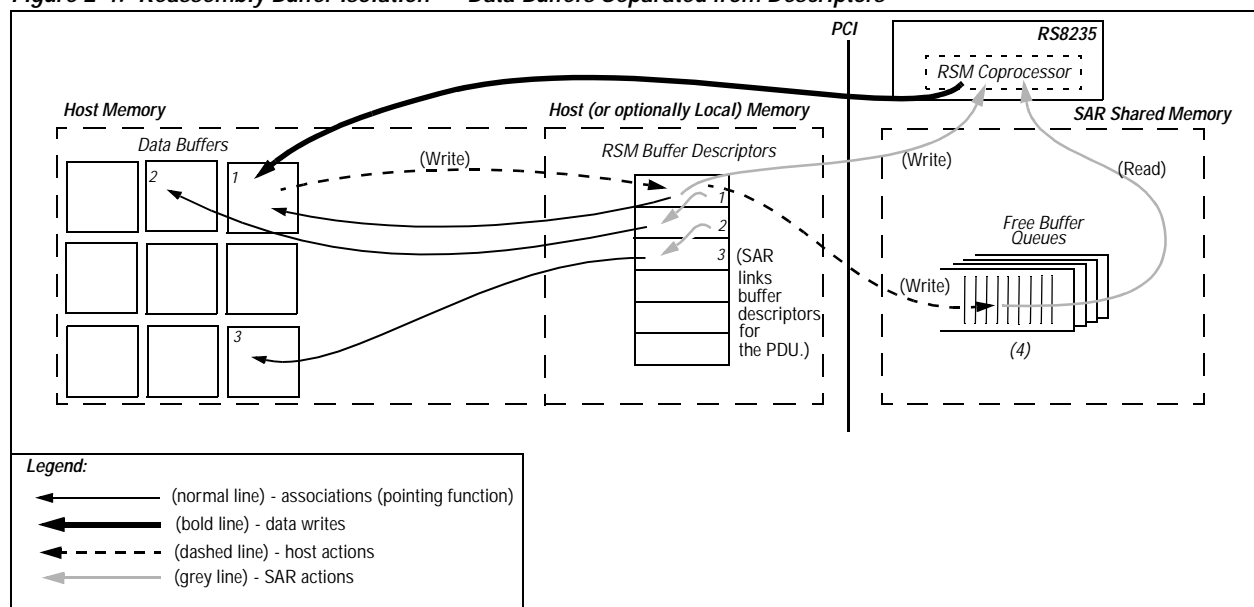 Figure 2-4. Reassembly Buffer Isolation — Data Buffers Separated from Descriptors
PCI
RS8235
RSM Coprocessor
Host Memory
Host (or optionally Local) Memory
SAR Shared Memory
Data Buffers
RSM Buffer Descriptors
(Write)
(Write)
(Read)
2
1
1
2
3
(SAR
links
buffer
descriptors
for
the PDU.)
Free Buffer
Queues
(Write)
(4)
3
Legend:
(normal line) - associations (pointing function)
(bold line) - data writes
(dashed line) - host actions
(grey line) - SAR actions